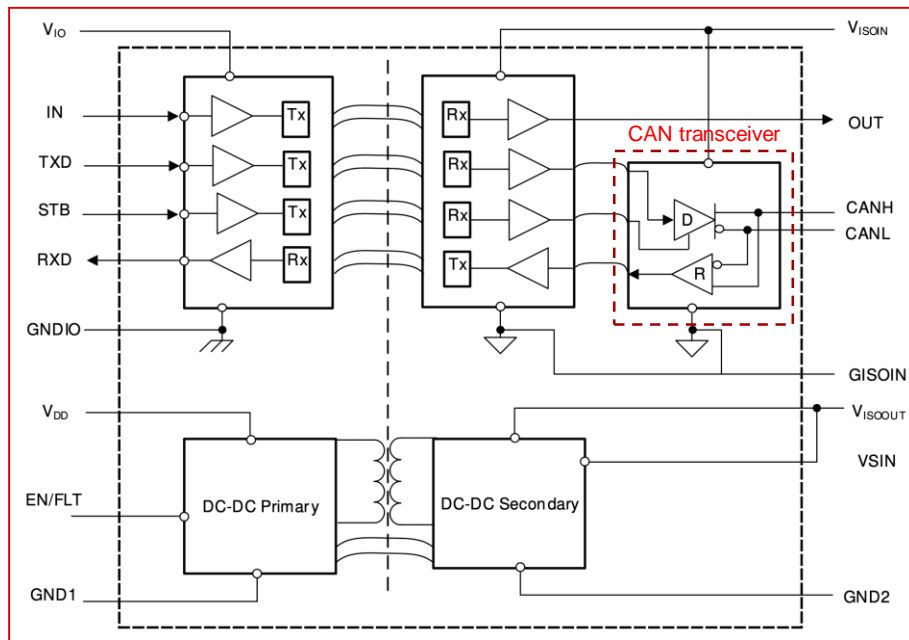 VIO
VISOIN
IN
Tx
Rx
OUT
CAN transceiver
TXD
Tx
Rx
STB
Tx
Rx
D
CANH
CANL
RXD
Rx
Tx
R
GNDIO
GISOIN
VDD
VISOOUT
VSIN
EN/FLT
DC-DC Primary
DC-DC Secondary
GND1
GND2